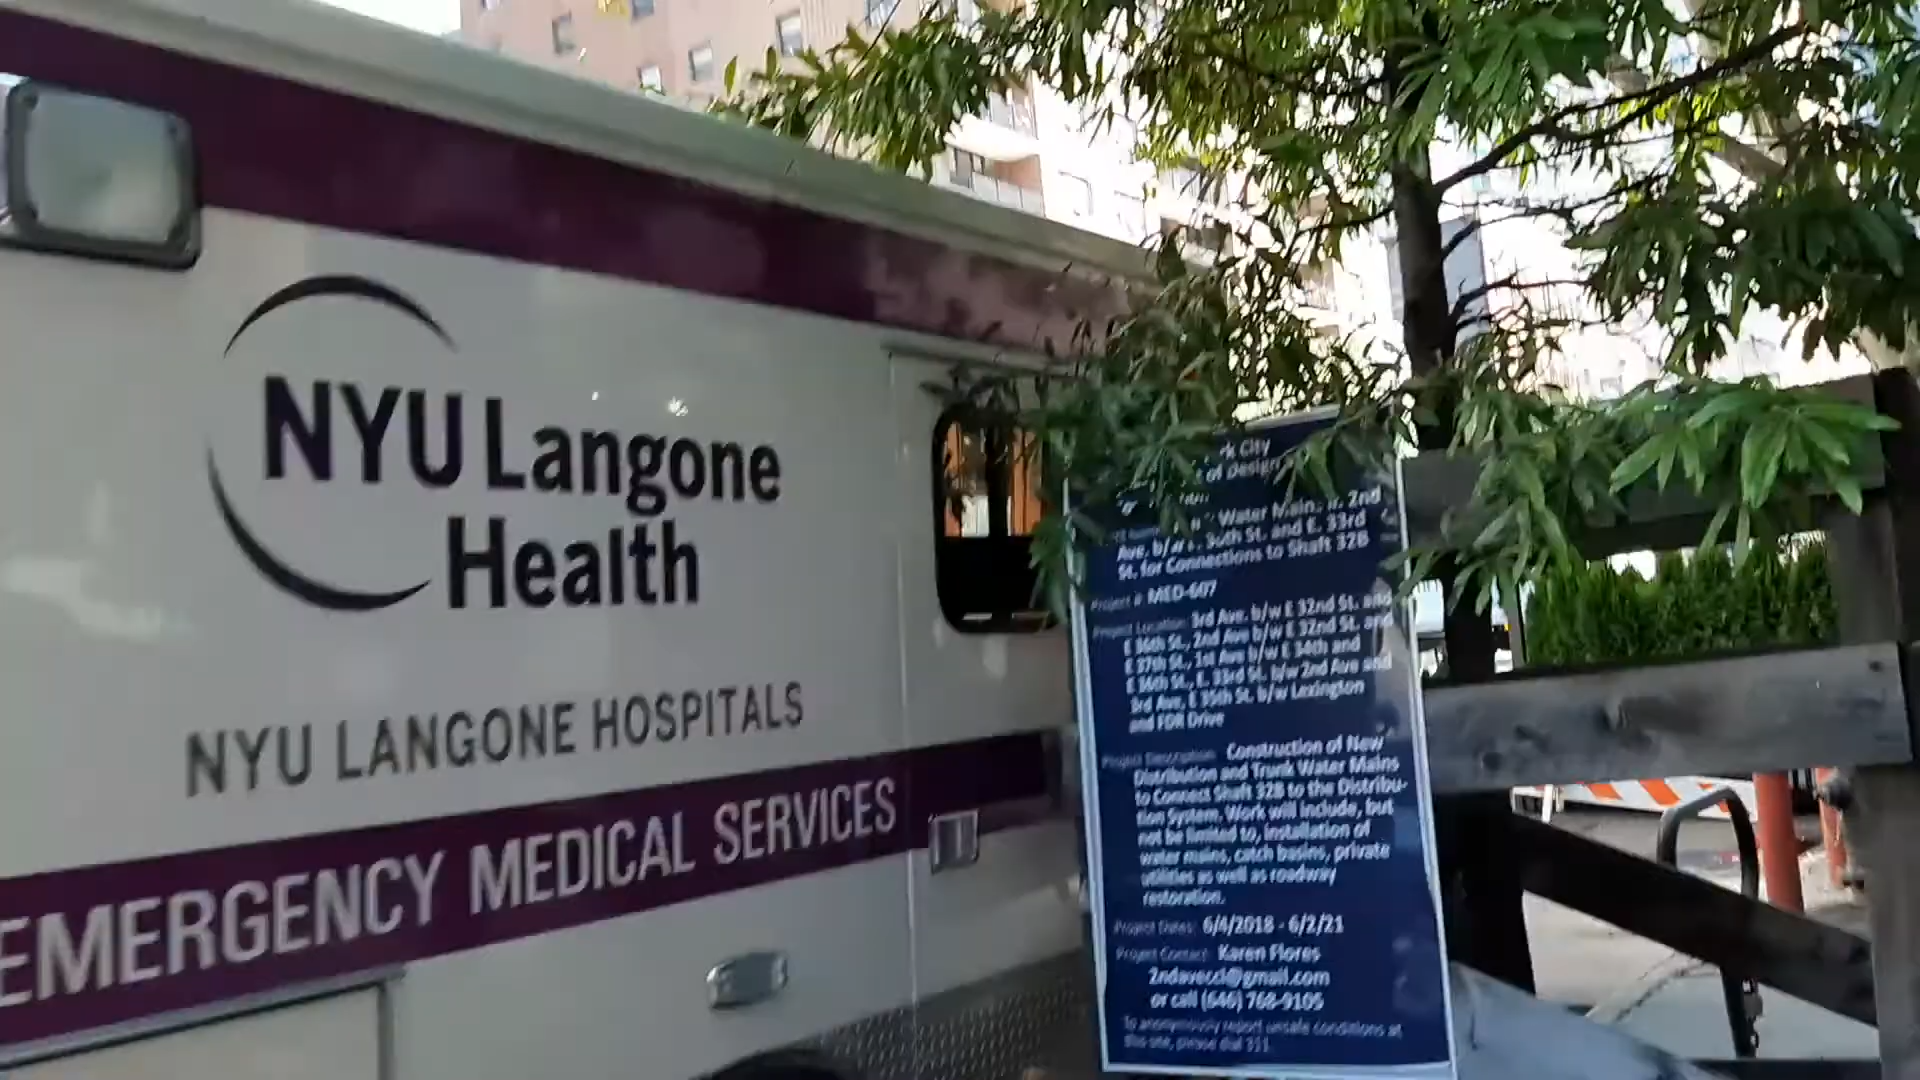 NYU Langone
Health
NYU LANGONE HOSPITALS
EMERGENCY MEDICAL SERVICES
k City
of Design
Water Main 2nd
Ave. b/w 36th St. and E. 33rd
St. for Connections to Shaft 32B
Project #: MED-607
Project Location: 3rd Ave. b/w E 32nd St. and
E 36th St., 2nd Ave b/w E 32nd St. and
E 37th St., 1st Ave b/w E 34th and
E 36th St., E. 33rd St. b/w 2nd Ave and
3rd Ave, E 35th St. b/w Lexington
and FDR Drive
Project Description: Construction of New
Distribution and Trunk Water Mains
to Connect Shaft 32B to the Distribu-
tion System. Work will include, but
not be limited to, installation of
water mains, catch basins, private
utilities as well as roadway
restoration.
Project Dates: 6/4/2018 - 6/2/21
Project Contact: Karen Flores
2ndaveccl@gmail.com
or call (646) 768-9105
To anonymously report unsafe conditions at
this site, please dial 311